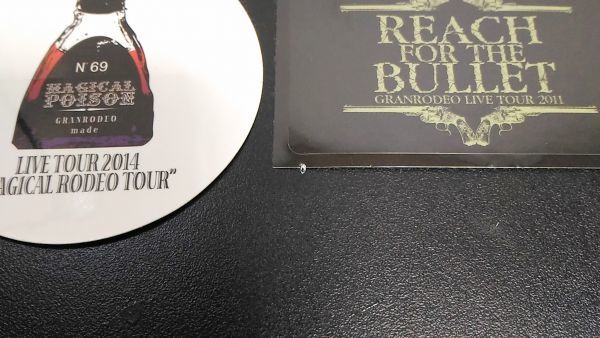 N°69
MAGICAL
POISON
GRANRODEO
made
LIVE TOUR 2014
AGICAL RODEO TOUR"
REACH
FOR THE
BULLET
GRANRODEO LIVE TOUR 2011